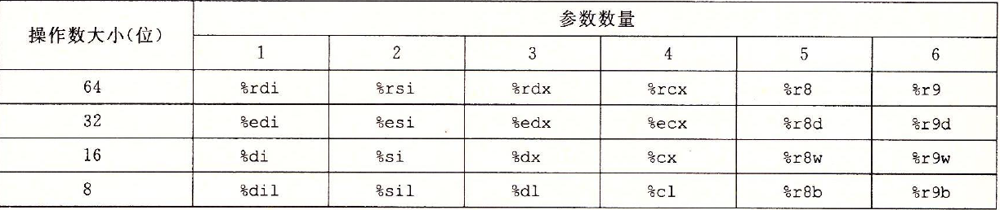 参数数量
操作数大小(位)
1 2 3 4 5 6
64 %rdi %rsi %rdx %rcx %r8 %r9
32 %edi %esi %edx %ecx %r8d %r9d
16 %di %si %dx %cx %r8w %r9w
8 %dil %sil %dl %cl %r8b %r9b